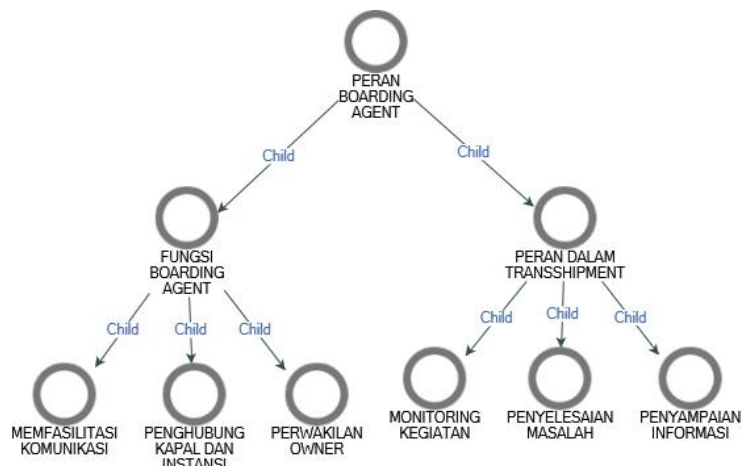 PERAN
BOARDING
AGENT
Child
Child
FUNGSI
BOARDING
AGENT
PERAN DALAM
TRANSSHIPMENT
Child
Child
Child
Child
Child
Child
MEMFASILITASI
KOMUNIKASI
PENGHUBUNG
KAPAL DAN
INSTANSI
PERWAKILAN
OWNER
MONITORING
KEGIATAN
PENYELESAIAN
MASALAH
PENYAMPAIAN
INFORMASI